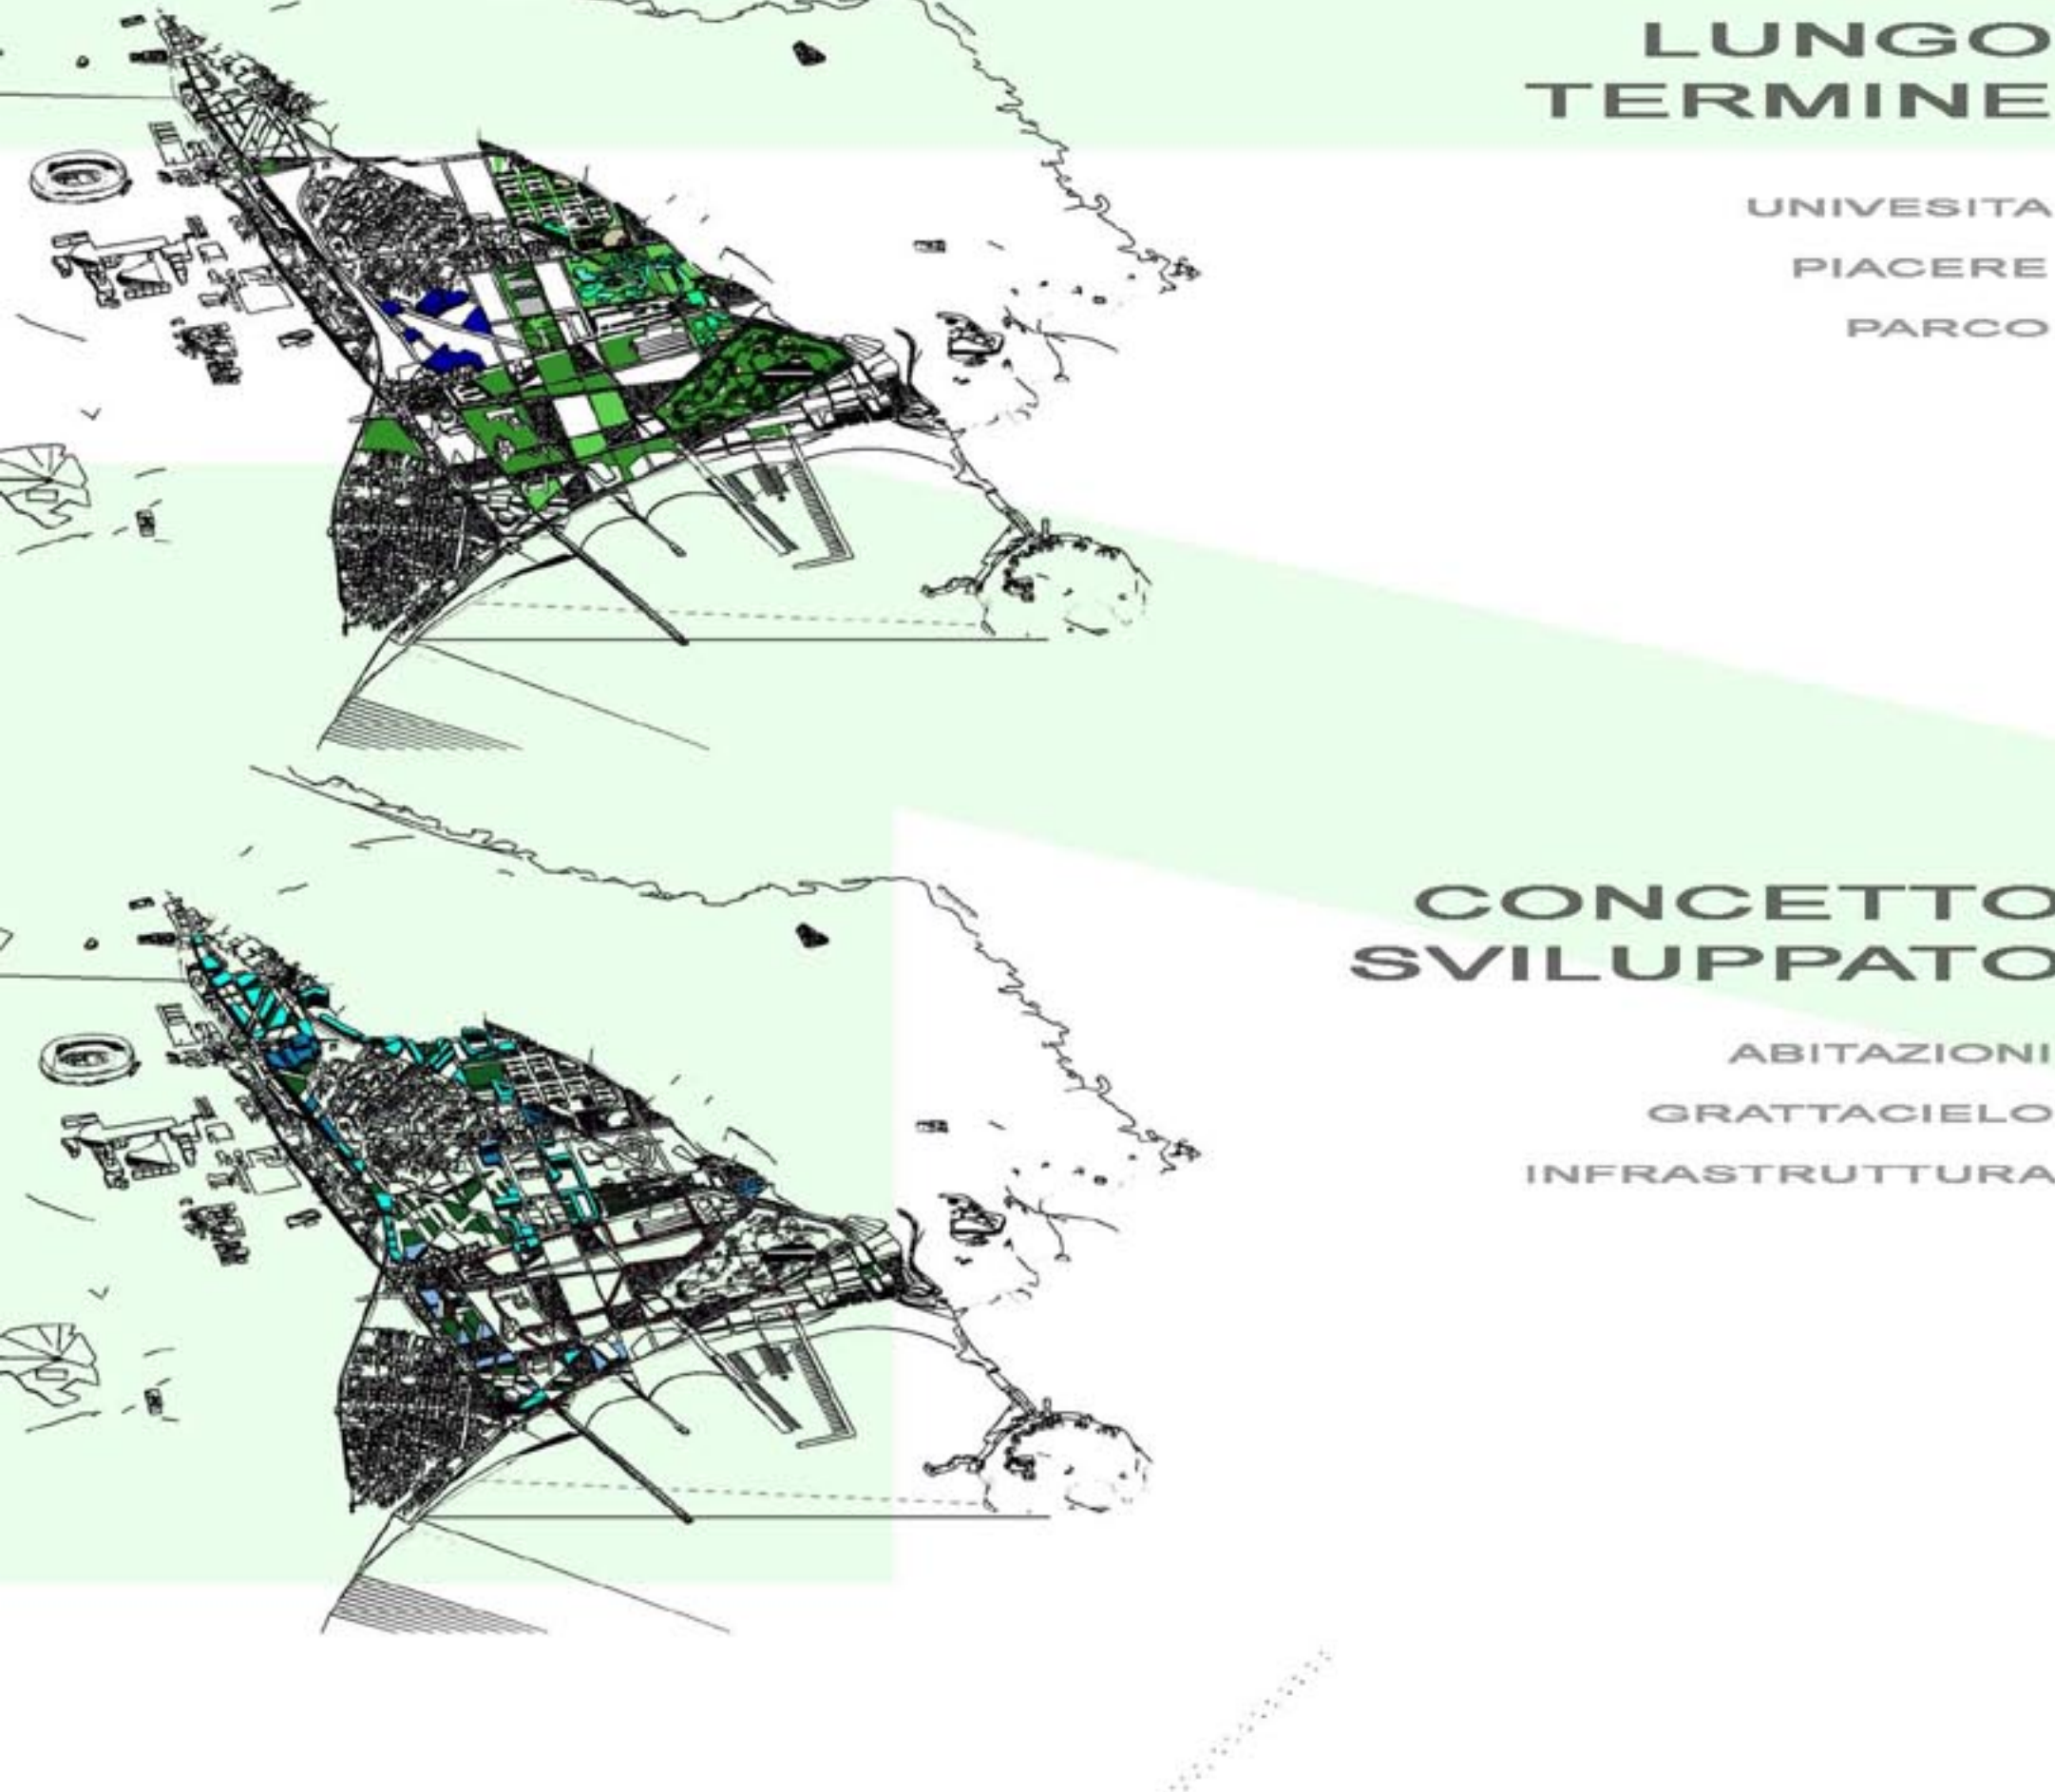 LUNGO
TERMINE
UNIVESITA
PIACERE
PARCO
CONCETTO
SVILUPPATO
ABITAZIONI
GRATTACIELO
INFRASTRUTTURA